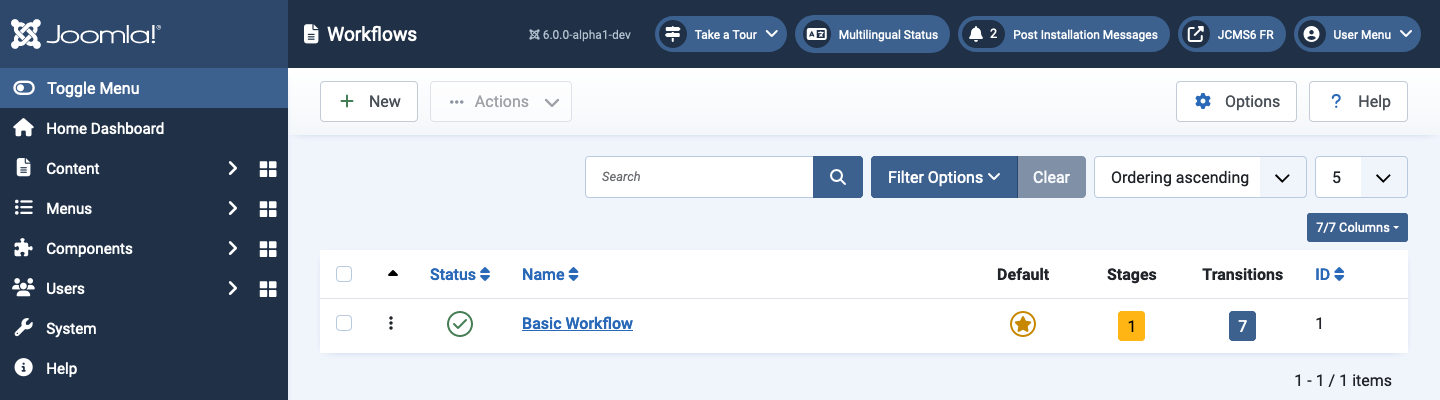 Joomla!®
Workflows
6.0.0-alpha1-dev
Take a Tour
Multilingual Status
2 Post Installation Messages
JCMS6 FR
User Menu
Toggle Menu
Home Dashboard
Content
Menus
Components
Users
System
Help
New
Actions
Options
? Help
Search
Filter Options
Clear
Ordering ascending
5
7/7 Columns
Status Name Default Stages Transitions ID
Basic Workflow 1 7 1
1 - 1 / 1 items